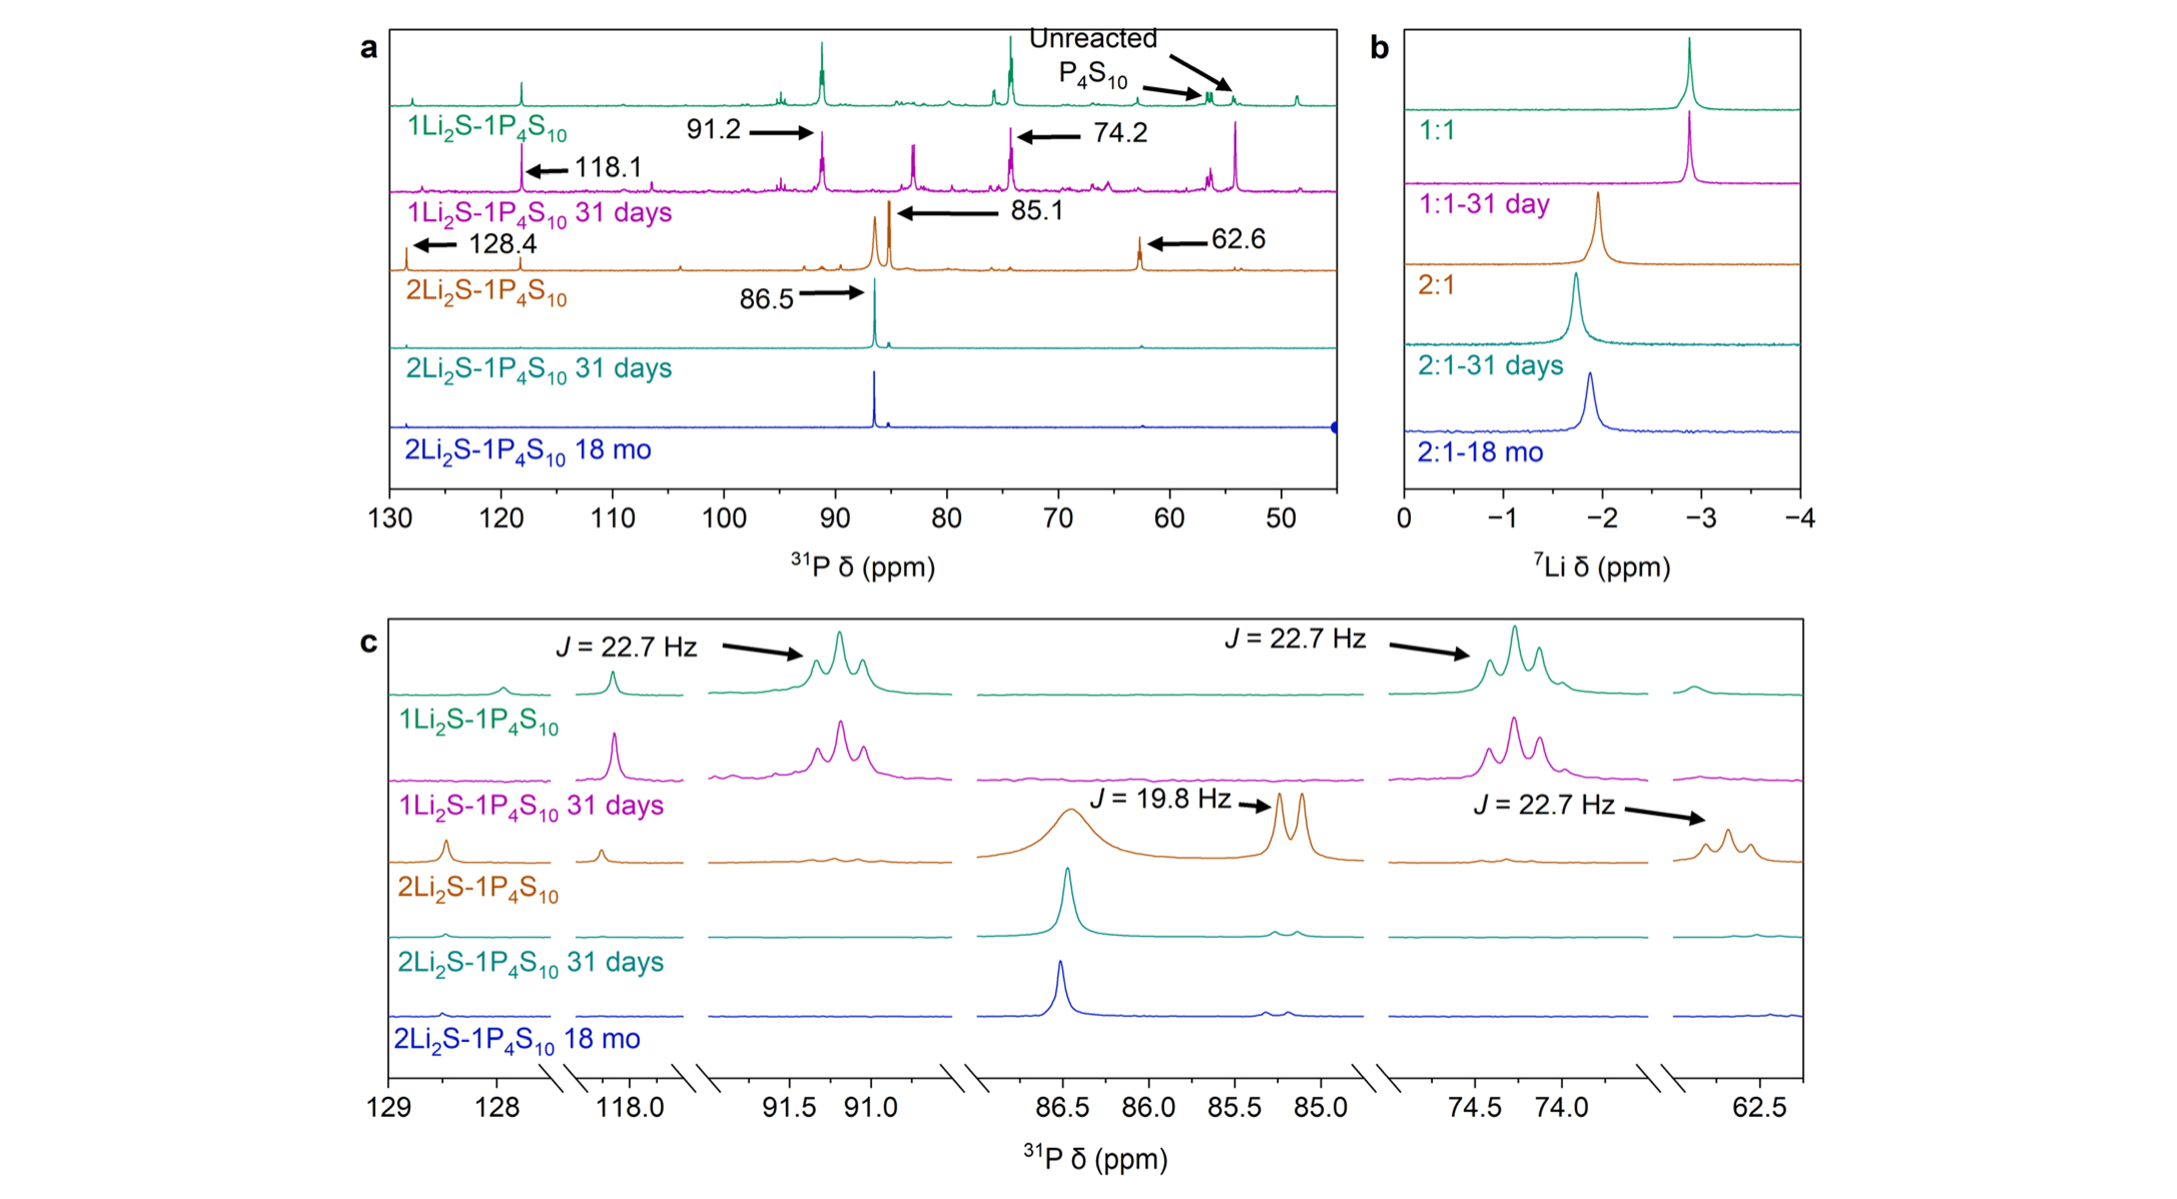 a
Unreacted
P₄S₁₀
1Li₂S-1P₄S₁₀
91.2
74.2
118.1
1Li₂S-1P₄S₁₀ 31 days
85.1
128.4
62.6
2Li₂S-1P₄S₁₀
86.5
2Li₂S-1P₄S₁₀ 31 days
2Li₂S-1P₄S₁₀ 18 mo
130 120 110 100 90 80 70 60 50
³¹P δ (ppm)
b
1:1
1:1-31 day
2:1
2:1-31 days
2:1-18 mo
0 −1 −2 −3 −4
⁷Li δ (ppm)
c
J = 22.7 Hz
J = 22.7 Hz
1Li₂S-1P₄S₁₀
1Li₂S-1P₄S₁₀ 31 days
J = 19.8 Hz
J = 22.7 Hz
2Li₂S-1P₄S₁₀
2Li₂S-1P₄S₁₀ 31 days
2Li₂S-1P₄S₁₀ 18 mo
129 128 118.0 91.5 91.0 86.5 86.0 85.5 85.0 74.5 74.0 62.5
³¹P δ (ppm)